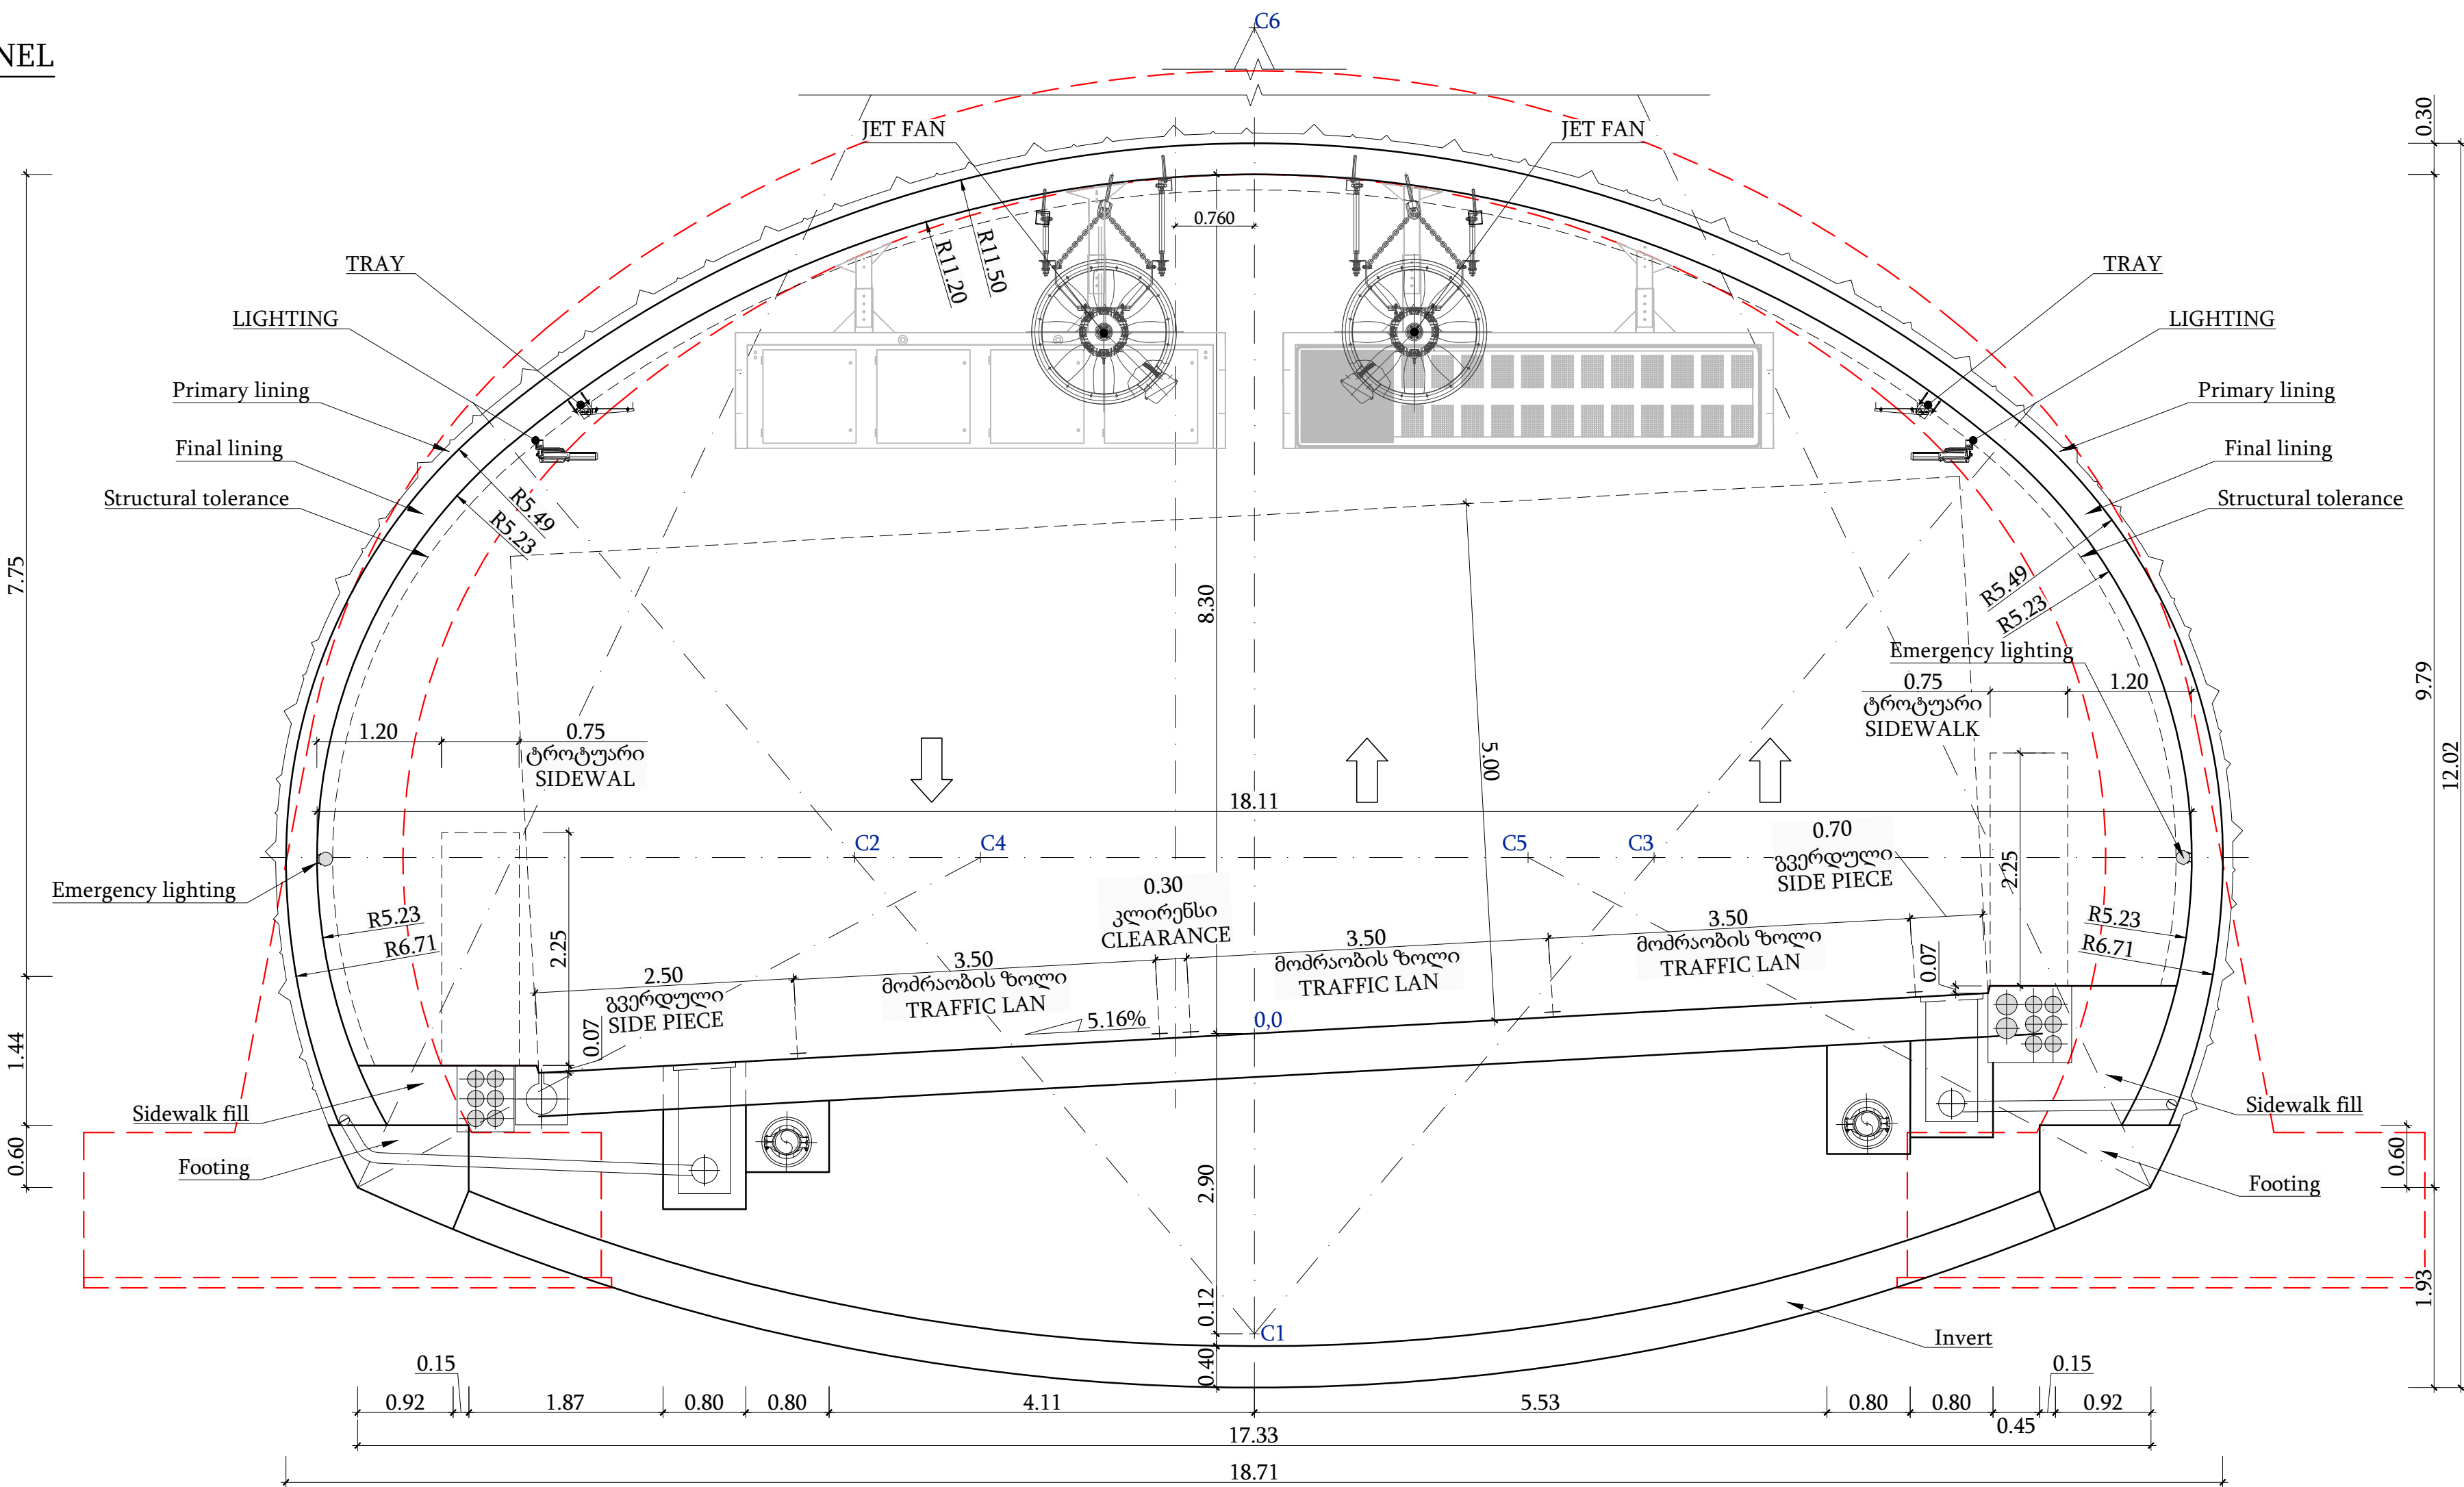 NEL
C6
0.30
JET FAN
JET FAN
0.760
R11.50
R11.20
TRAY
TRAY
LIGHTING
LIGHTING
Primary lining
Primary lining
Final lining
Final lining
Structural tolerance
Structural tolerance
R5.49
R5.23
R5.49
R5.23
7.75
8.30
Emergency lighting
9.79
12.02
0.75
ტროტუარი
SIDEWALK
1.20
1.20
0.75
ტროტუარი
SIDEWAL
5.00
18.11
C2
C4
C5
C3
0.70
გვერდული
SIDE PIECE
2.25
Emergency lighting
0.30
კლირენსი
CLEARANCE
R5.23
R6.71
R5.23
R6.71
2.25
2.50
გვერდული
SIDE PIECE
3.50
მოძრაობის ზოლი
TRAFFIC LAN
3.50
მოძრაობის ზოლი
TRAFFIC LAN
3.50
მოძრაობის ზოლი
TRAFFIC LAN
0.07
0.07
5.16%
0,0
1.44
Sidewalk fill
Sidewalk fill
0.60
Footing
0.60
Footing
2.90
0.12
C1
1.93
Invert
0.40
0.15
0.15
0.92
1.87
0.80
0.80
4.11
5.53
0.80
0.80
0.45
0.92
17.33
18.71